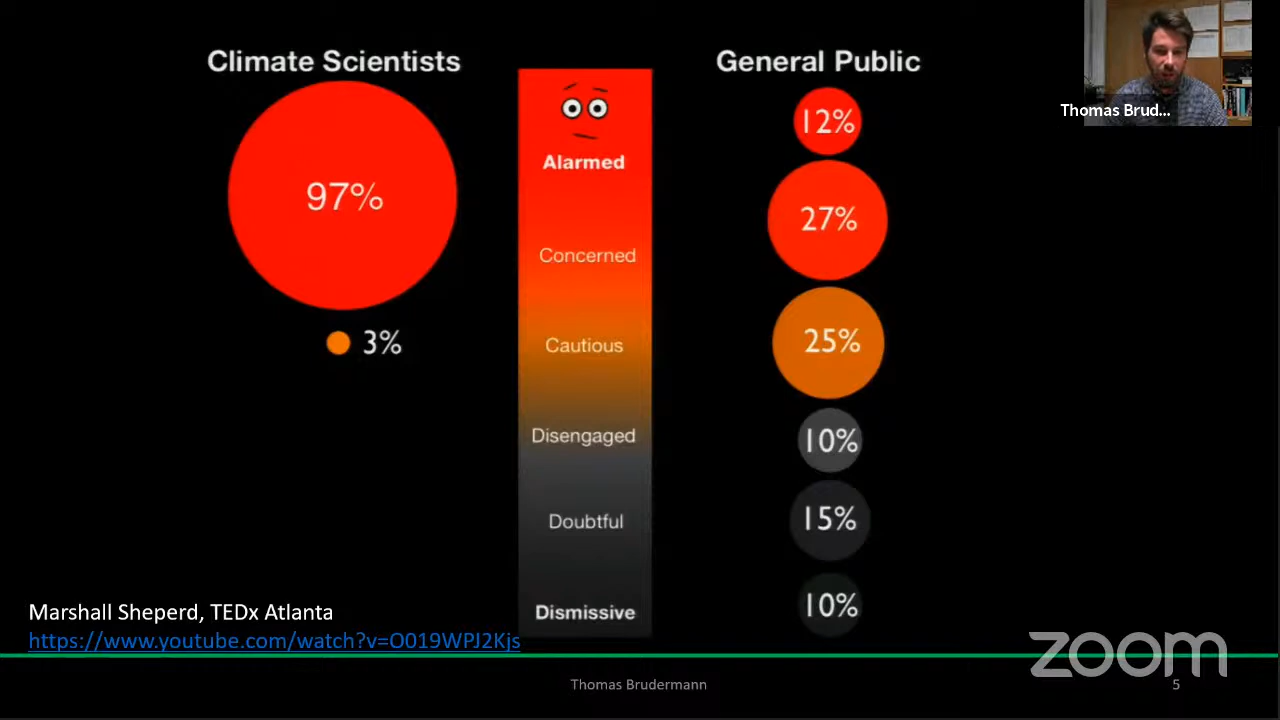 Climate Scientists
General Public
Thomas Brud...
97%
3%
Alarmed
Concerned
Cautious
Disengaged
Doubtful
Dismissive
12%
27%
25%
10%
15%
10%
Marshall Sheperd, TEDx Atlanta
https://www.youtube.com/watch?v=O019WPJ2Kjs
zoom
Thomas Brudermann
5